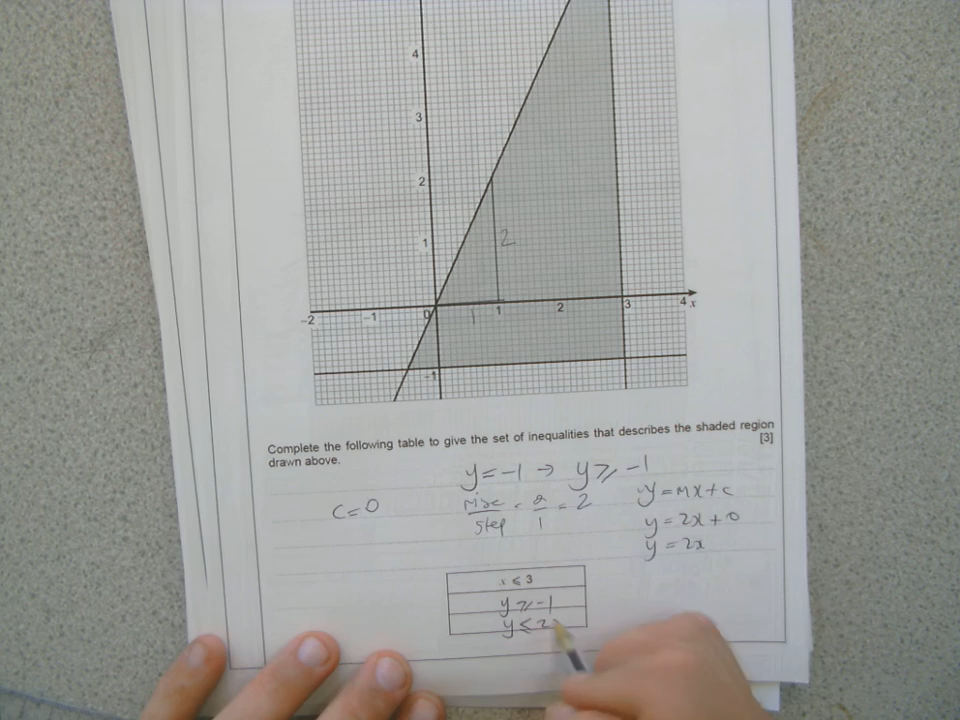 4
3
2
2
1
-2 -1 0 1 1 2 3 4 x
-1
Complete the following table to give the set of inequalities that describes the shaded region
drawn above. [3]
y = -1 → y ⩾ -1
c = 0
rise/step = 2/1 = 2
y = mx + c
y = 2x + 0
y = 2x
x ⩽ 3
y ⩾ -1
y ⩽ 2